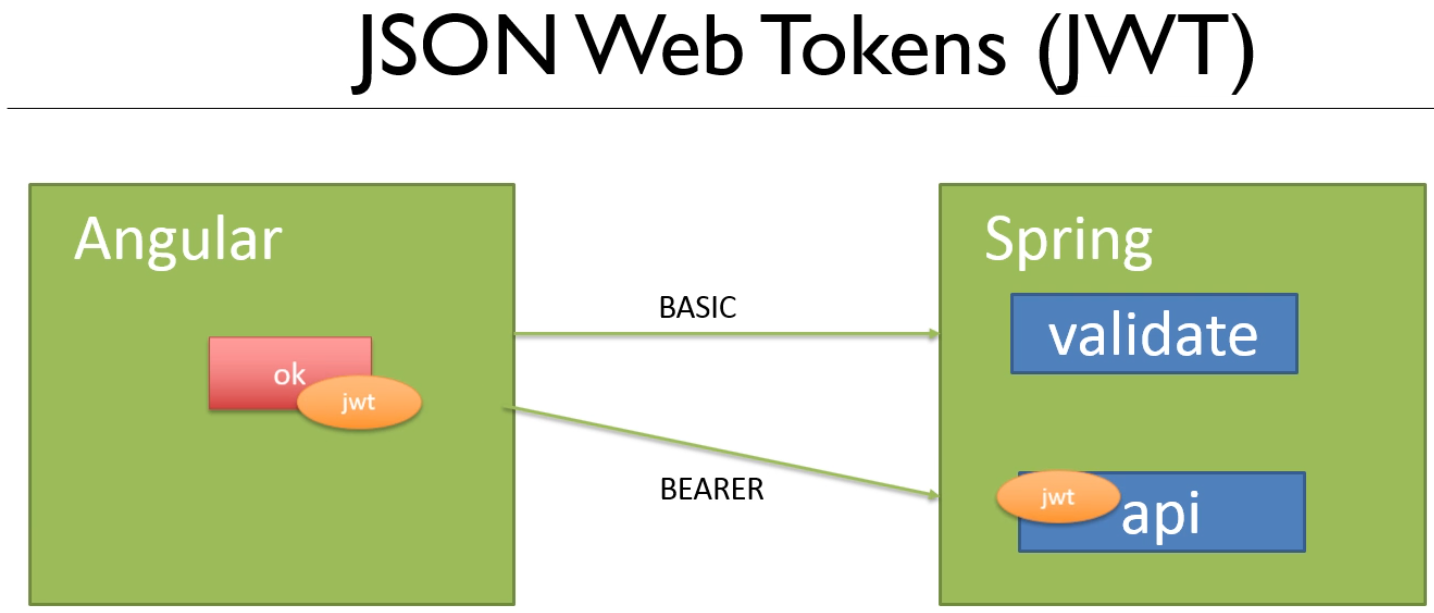 JSON Web Tokens (JWT)
Angular
Spring
BASIC
validate
ok
jwt
BEARER
jwt
api